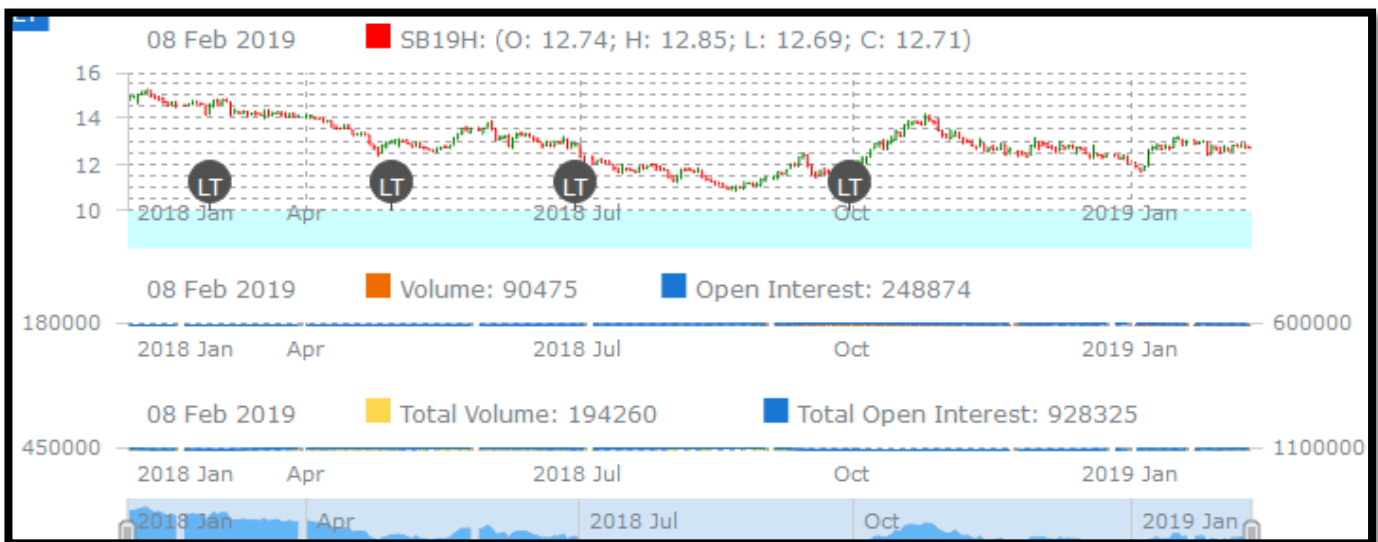 LT
08 Feb 2019 SB19H: (O: 12.74; H: 12.85; L: 12.69; C: 12.71)
16
14
12
10
LT LT LT LT
2018 Jan Apr 2018 Jul Oct 2019 Jan
08 Feb 2019 Volume: 90475 Open Interest: 248874
180000 600000
2018 Jan Apr 2018 Jul Oct 2019 Jan
08 Feb 2019 Total Volume: 194260 Total Open Interest: 928325
450000 1100000
2018 Jan Apr 2018 Jul Oct 2019 Jan
2018 Jan Apr 2018 Jul Oct 2019 Jan